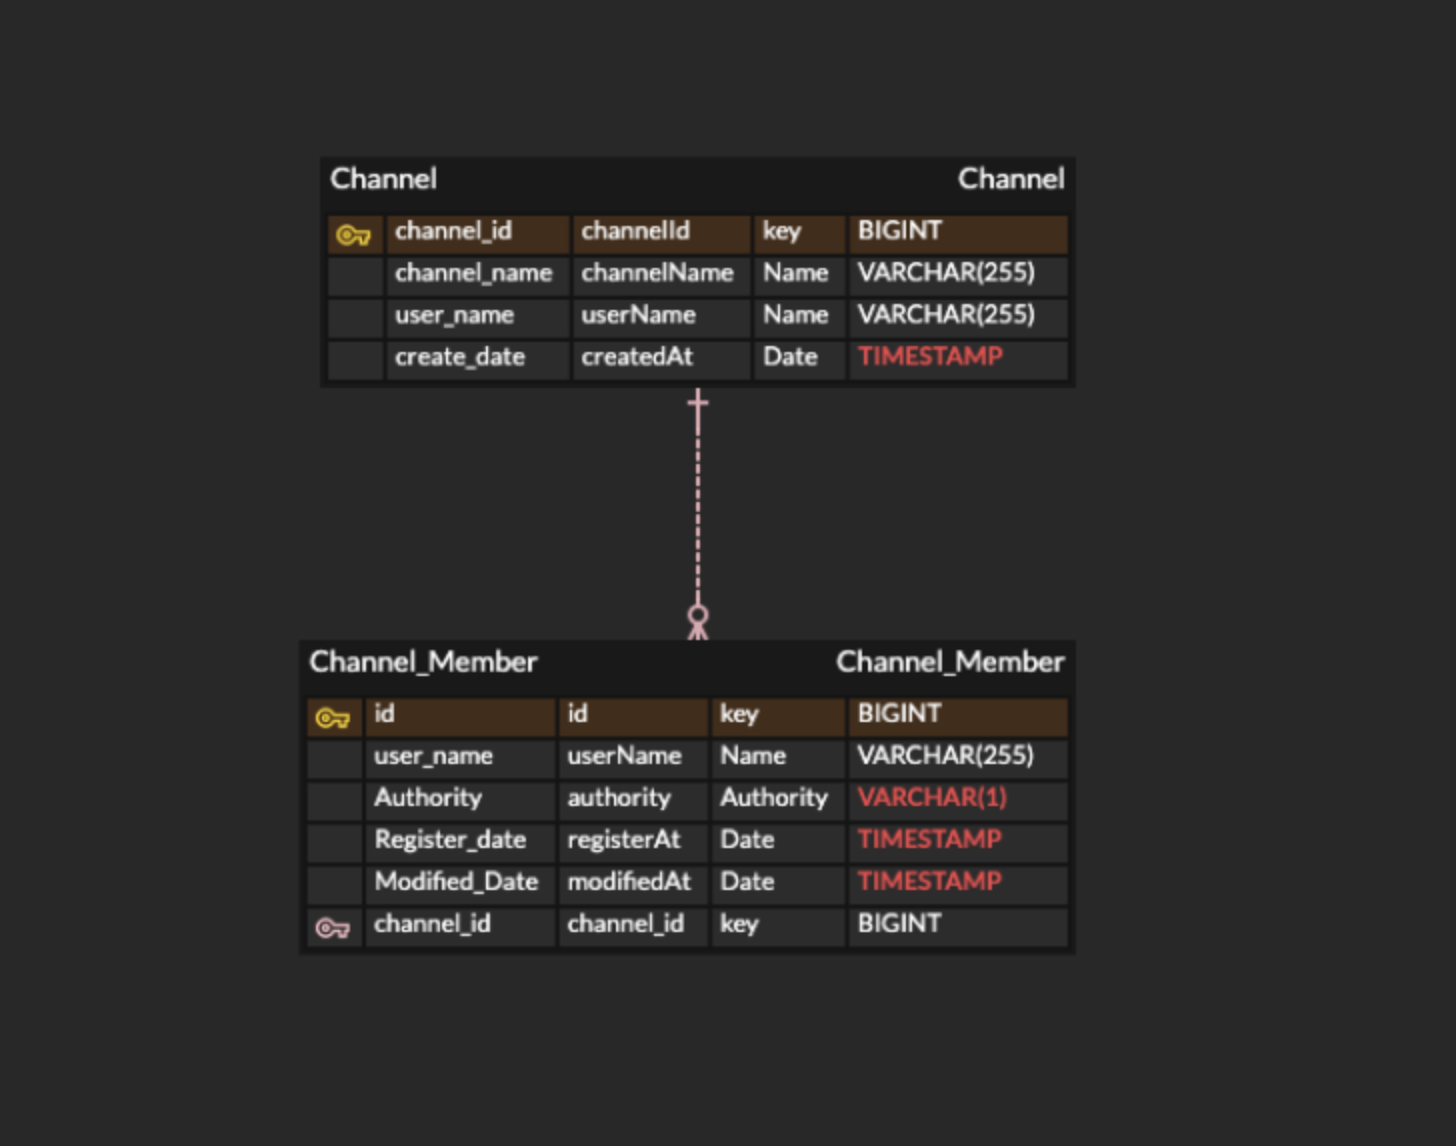 Channel Channel
channel_id channelId key BIGINT
channel_name channelName Name VARCHAR(255)
user_name userName Name VARCHAR(255)
create_date createdAt Date TIMESTAMP
Channel_Member Channel_Member
id id key BIGINT
user_name userName Name VARCHAR(255)
Authority authority Authority VARCHAR(1)
Register_date registerAt Date TIMESTAMP
Modified_Date modifiedAt Date TIMESTAMP
channel_id channel_id key BIGINT